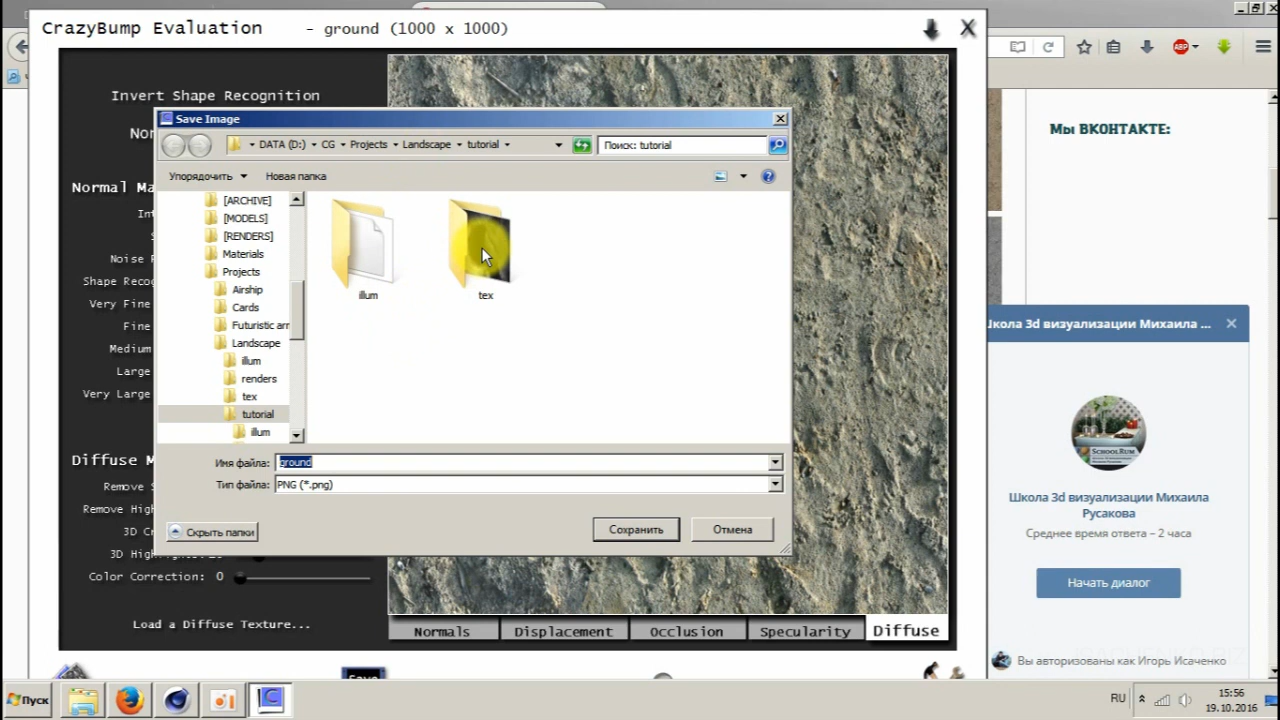 CrazyBump Evaluation - ground (1000 x 1000)
Invert Shape Recognition
Save Image
DATA (D:) CG Projects Landscape tutorial
Поиск: tutorial
Упорядочить Новая папка
[ARCHIVE]
[MODELS]
[RENDERS]
Materials
Projects
Airship
Cards
Futuristic
Landscape
illum
renders
tex
tutorial
illum
illum
tex
Имя файла: ground
Тип файла: PNG (*.png)
Скрыть папки
Сохранить Отмена
Normal
Noise
Shape
Very Fine
Fine
Medium
Large
Very Large
Diffuse
Remove
Remove
3D
3D
Color Correction: 0
Load a Diffuse Texture...
Normals Displacement Occlusion Specularity Diffuse
Save
ABP
Мы ВКОНТАКТЕ:
Школа 3d визуализации Михаила ...
SCHOOLRUM
Школа 3d визуализации Михаила
Русакова
Среднее время ответа – 2 часа
Начать диалог
Вы авторизованы как Игорь Исаченко
Пуск
RU
15:56
19.10.2016